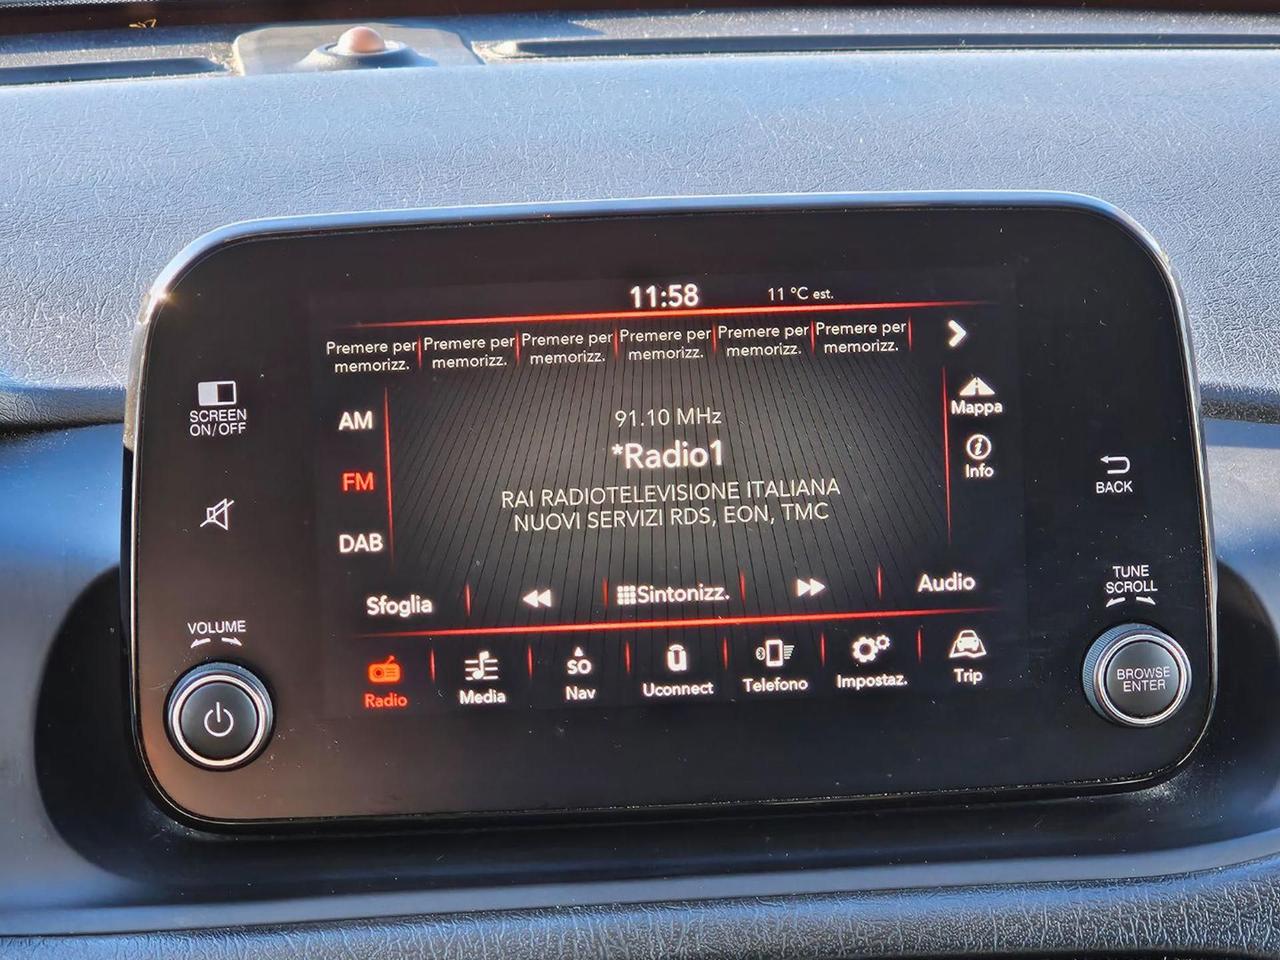 11:58
11 °C est.
Premere per memorizz.
Premere per memorizz.
Premere per memorizz.
Premere per memorizz.
Premere per memorizz.
Premere per memorizz.
SCREEN
ON/OFF
AM
91.10 MHz
Mappa
*Radio1
Info
FM
RAI RADIOTELEVISIONE ITALIANA
NUOVI SERVIZI RDS, EON, TMC
BACK
DAB
Sfoglia
Sintonizz.
Audio
TUNE
SCROLL
VOLUME
Radio
Media
SO
Nav
Uconnect
Telefono
Impostaz.
Trip
BROWSE
ENTER